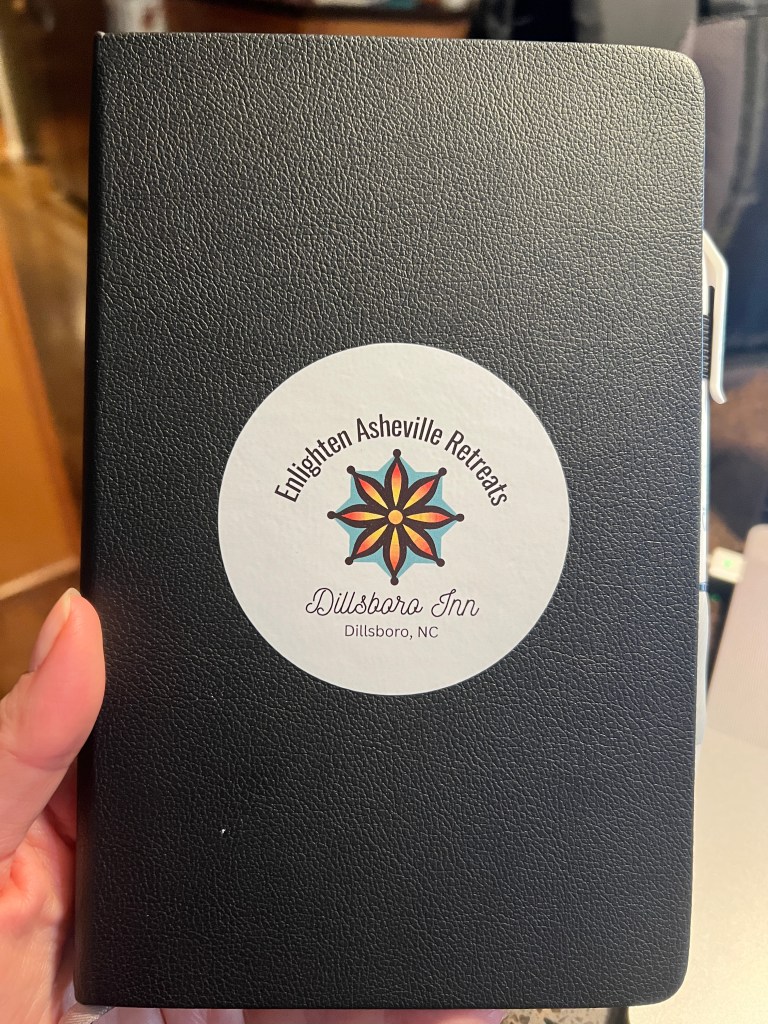 Enlighten Asheville Retreats
Dillsboro Inn
Dillsboro, NC